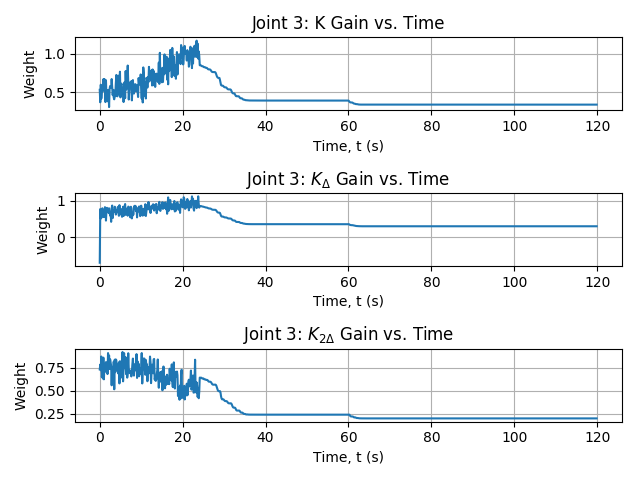 Joint 3: K Gain vs. Time
1.0
0.5
Weight
0 20 40 60 80 100 120
Time, t (s)
Joint 3: K_Δ Gain vs. Time
1
0
Weight
0 20 40 60 80 100 120
Time, t (s)
Joint 3: K_2Δ Gain vs. Time
0.75
0.50
0.25
Weight
0 20 40 60 80 100 120
Time, t (s)